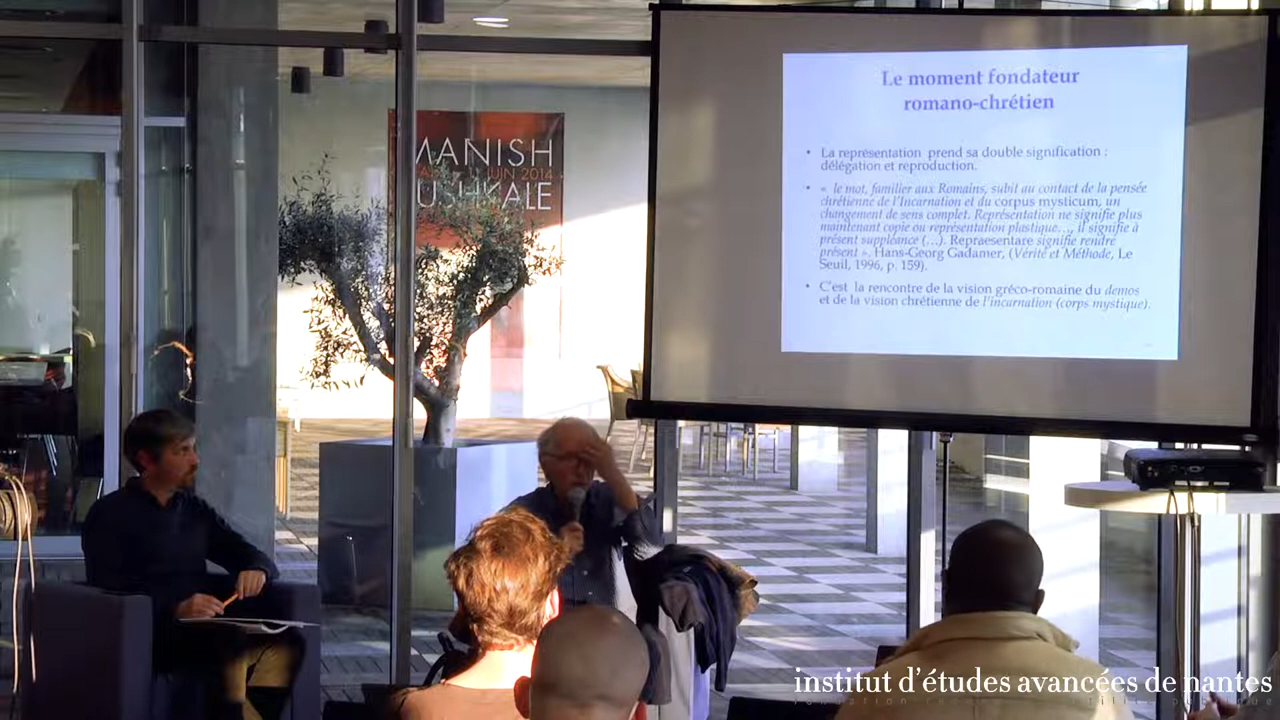 MANISH
JUIN 2014
PUSHKALE
Le moment fondateur
romano-chrétien
• La représentation prend sa double signification :
délégation et reproduction.
• « le mot, familier aux Romains, subit au contact de la pensée
chrétienne de l'Incarnation et du corpus mysticum, un
changement de sens complet. Représentation ne signifie plus
maintenant copie ou représentation plastique…, il signifie à
présent suppléance (…). Repraesentare signifie rendre
présent ». Hans-Georg Gadamer, (Vérité et Méthode, Le
Seuil, 1996, p. 159).
• C'est la rencontre de la vision gréco-romaine du demos
et de la vision chrétienne de l'incarnation (corps mystique).
institut d'études avancées de nantes